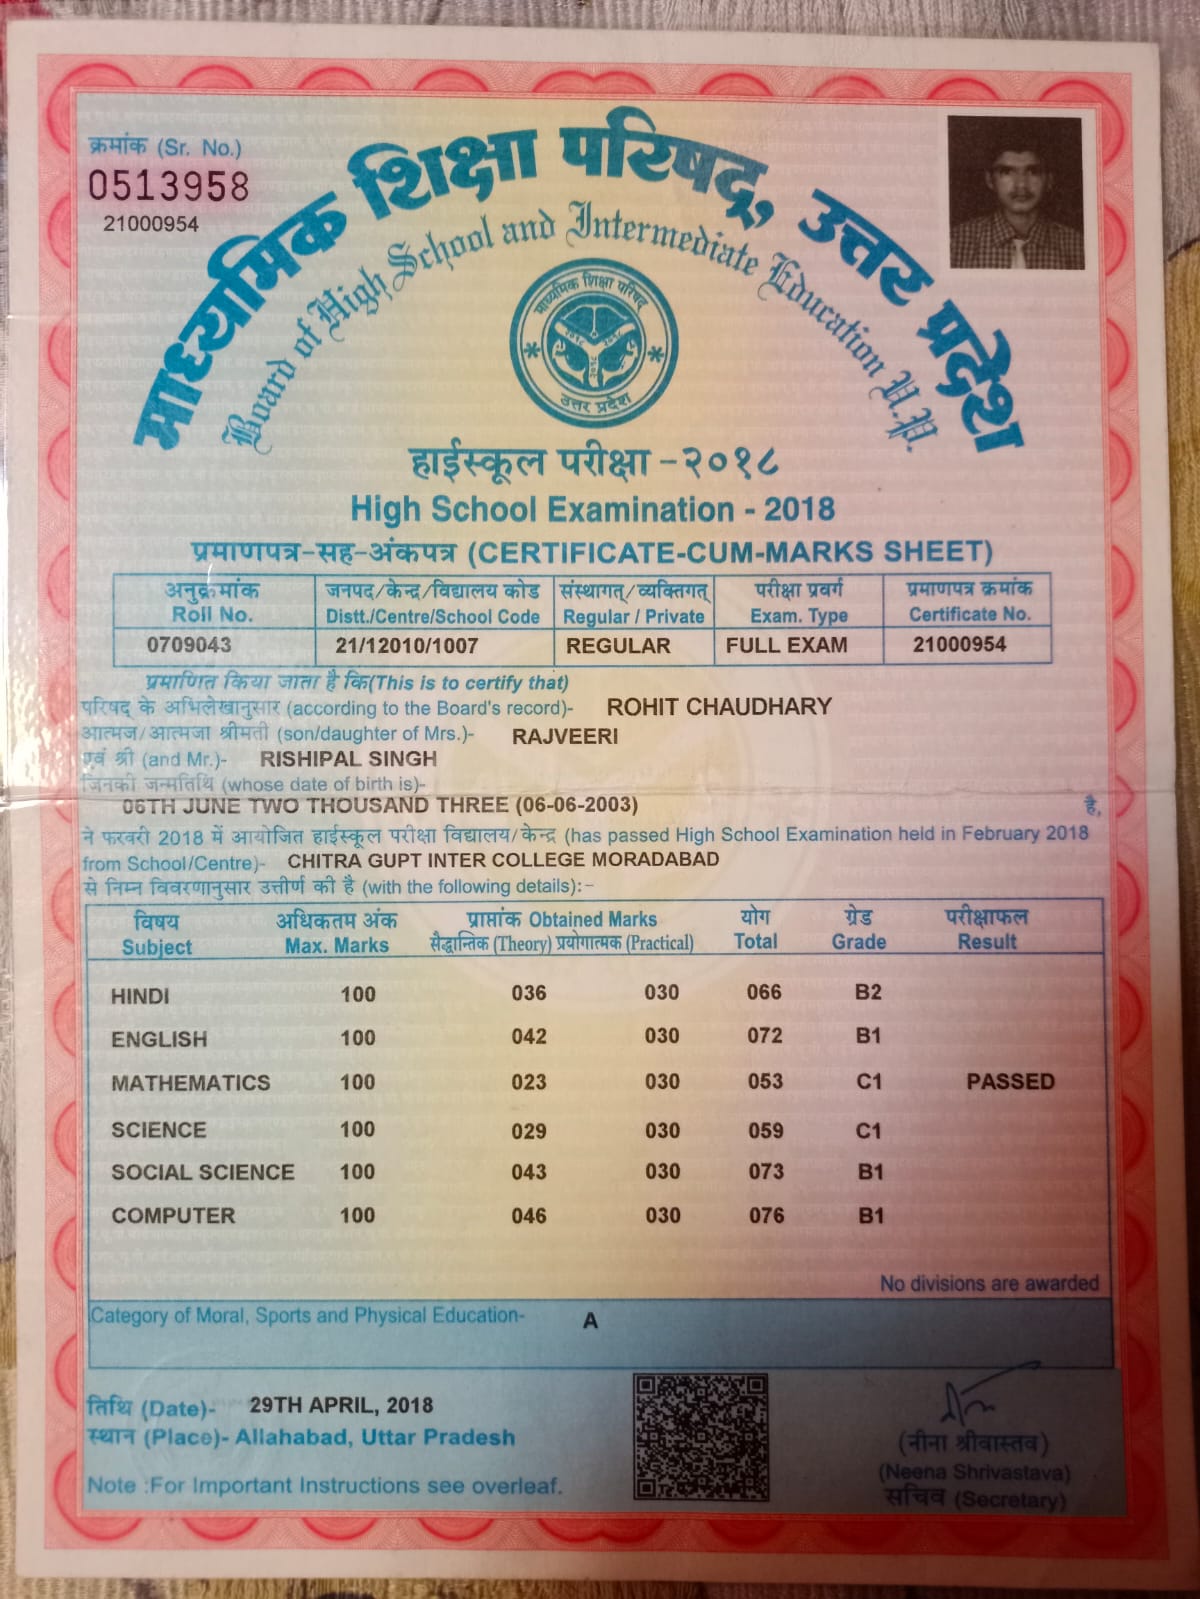 क्रमांक (Sr. No.)
0513958
21000954
माध्यमिक शिक्षा परिषद्, उत्तर प्रदेश
Board of High School and Intermediate Education U.P.
माध्यमिक शिक्षा परिषद्
उत्तर प्रदेश
हाईस्कूल परीक्षा -२०१८
High School Examination - 2018
प्रमाणपत्र-सह-अंकपत्र (CERTIFICATE-CUM-MARKS SHEET)
अनुक्रमांक जनपद/केन्द्र/विद्यालय कोड संस्थागत्/व्यक्तिगत् परीक्षा प्रवर्ग प्रमाणपत्र क्रमांक
Roll No. Distt./Centre/School Code Regular / Private Exam. Type Certificate No.
0709043 21/12010/1007 REGULAR FULL EXAM 21000954
प्रमाणित किया जाता है कि(This is to certify that)
परिषद् के अभिलेखानुसार (according to the Board's record)- ROHIT CHAUDHARY
आत्मज/आत्मजा श्रीमती (son/daughter of Mrs.)- RAJVEERI
एवं श्री (and Mr.)- RISHIPAL SINGH
जिनकी जन्मतिथि (whose date of birth is)-
06TH JUNE TWO THOUSAND THREE (06-06-2003) है,
ने फरवरी 2018 में आयोजित हाईस्कूल परीक्षा विद्यालय/केन्द्र (has passed High School Examination held in February 2018
from School/Centre)- CHITRA GUPT INTER COLLEGE MORADABAD
से निम्न विवरणानुसार उत्तीर्ण की है (with the following details):-
विषय अधिकतम अंक प्राप्तांक Obtained Marks योग ग्रेड परीक्षाफल
Subject Max. Marks सैद्धान्तिक (Theory) प्रयोगात्मक (Practical) Total Grade Result
HINDI 100 036 030 066 B2
ENGLISH 100 042 030 072 B1
MATHEMATICS 100 023 030 053 C1 PASSED
SCIENCE 100 029 030 059 C1
SOCIAL SCIENCE 100 043 030 073 B1
COMPUTER 100 046 030 076 B1
No divisions are awarded
Category of Moral, Sports and Physical Education- A
तिथि (Date)- 29TH APRIL, 2018
स्थान (Place)- Allahabad, Uttar Pradesh
Note :For Important Instructions see overleaf.
(नीना श्रीवास्तव)
(Neena Shrivastava)
सचिव (Secretary)